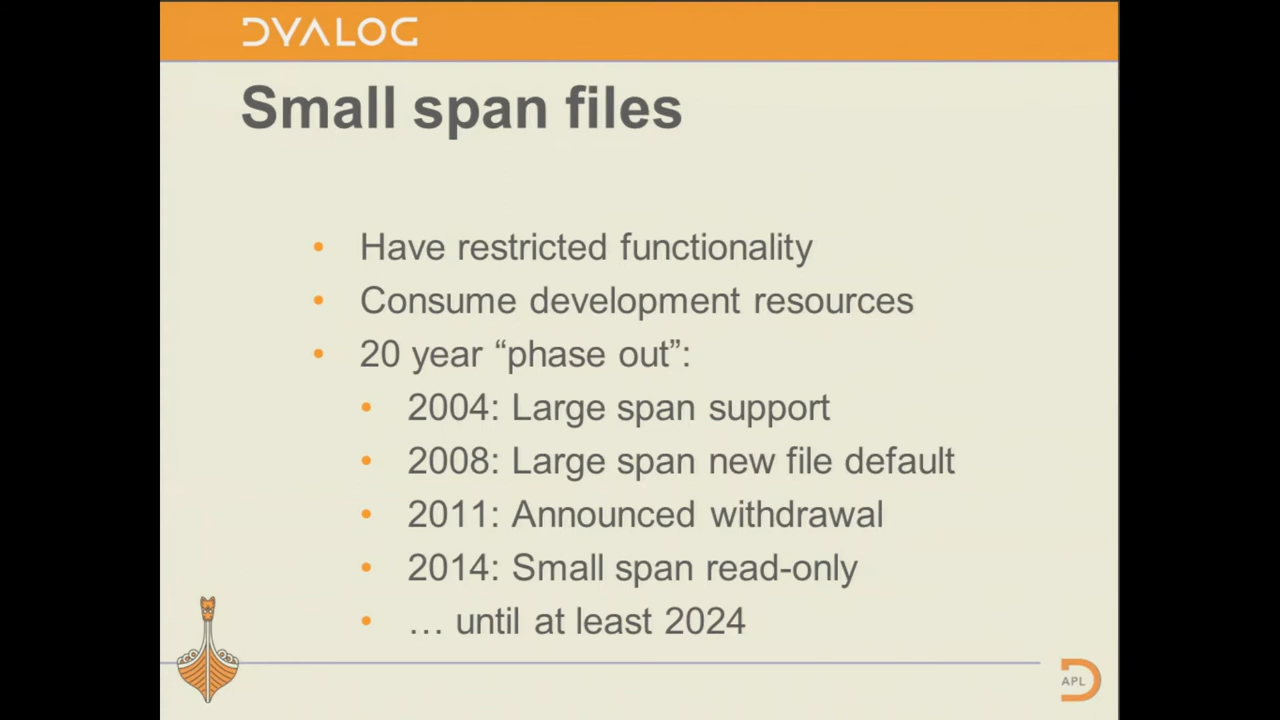 DYALOG
Small span files
• Have restricted functionality
• Consume development resources
• 20 year “phase out”:
• 2004: Large span support
• 2008: Large span new file default
• 2011: Announced withdrawal
• 2014: Small span read-only
• … until at least 2024
APL